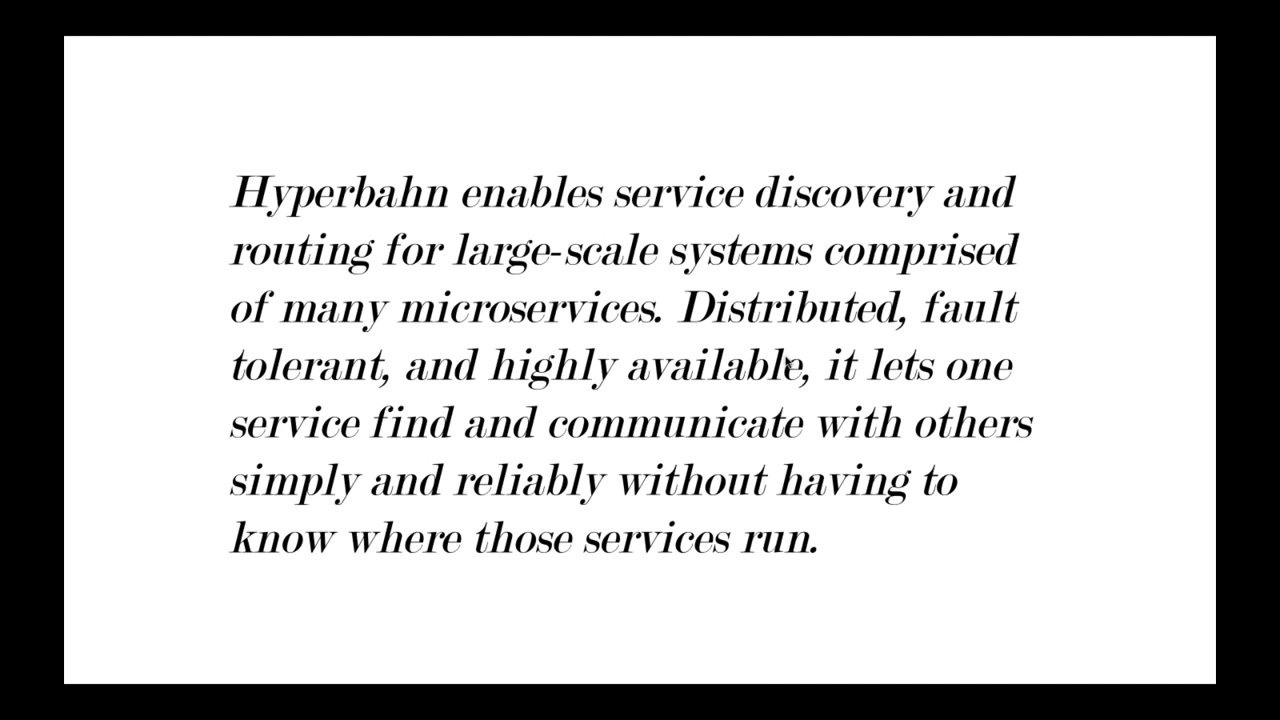 Hyperbahn enables service discovery and
routing for large-scale systems comprised
of many microservices. Distributed, fault
tolerant, and highly available, it lets one
service find and communicate with others
simply and reliably without having to
know where those services run.